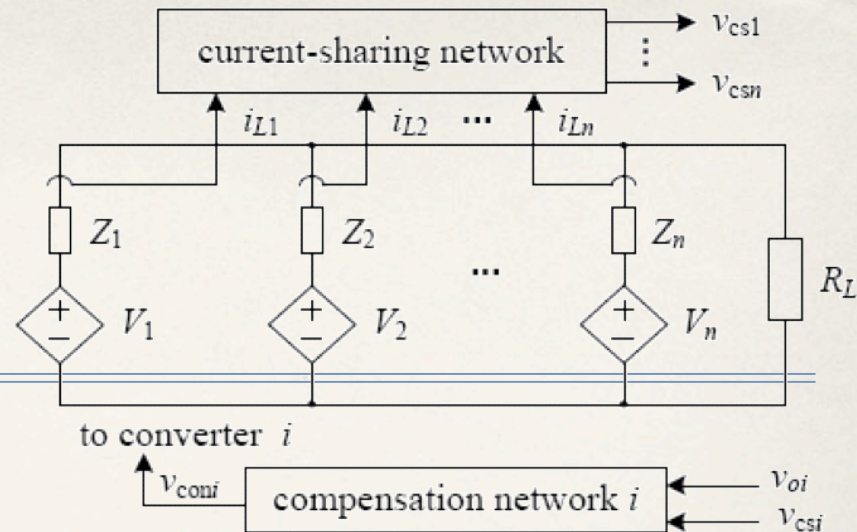 current-sharing network
v_cs1
⋮
v_csn
i_L1 i_L2 ... i_Ln
Z_1 Z_2 Z_n
...
R_L
+ + +
− − −
V_1 V_2 V_n
to converter i
v_coni
compensation network i
v_oi
v_csi